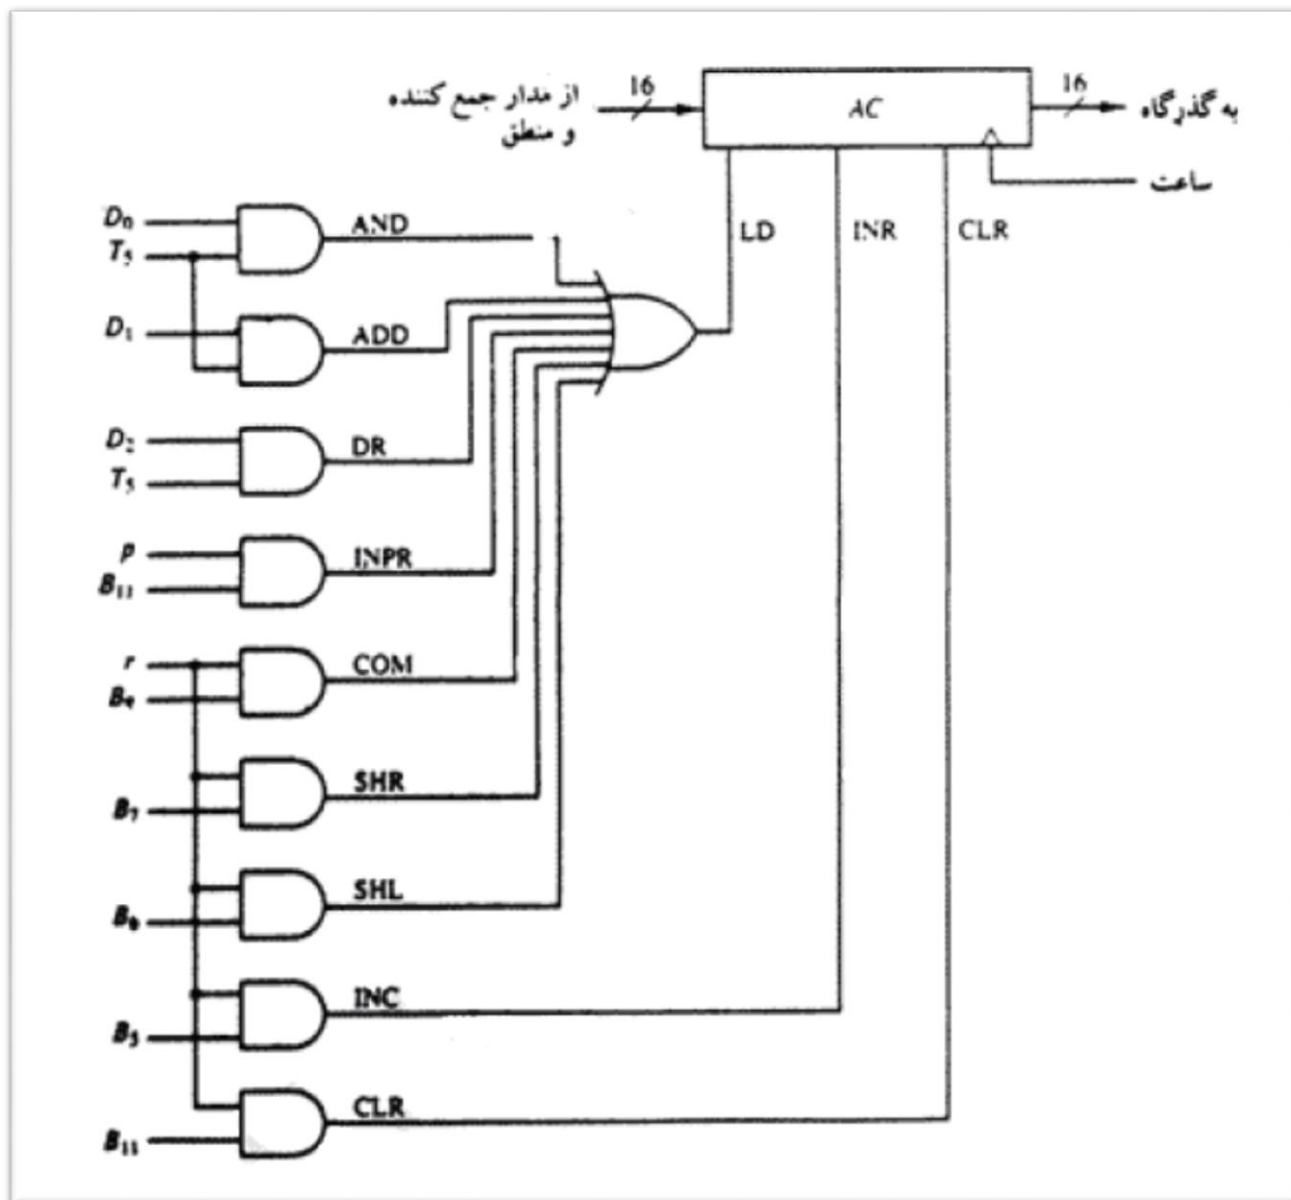 از مدار جمع کننده
و منطق
16
AC
16
به گذرگاه
ساعت
LD
INR
CLR
D₀
T₅
AND
D₁
ADD
D₂
T₅
DR
p
B₁₁
INPR
r
B₉
COM
B₇
SHR
SHL
B₅
INC
B₁₁
CLR